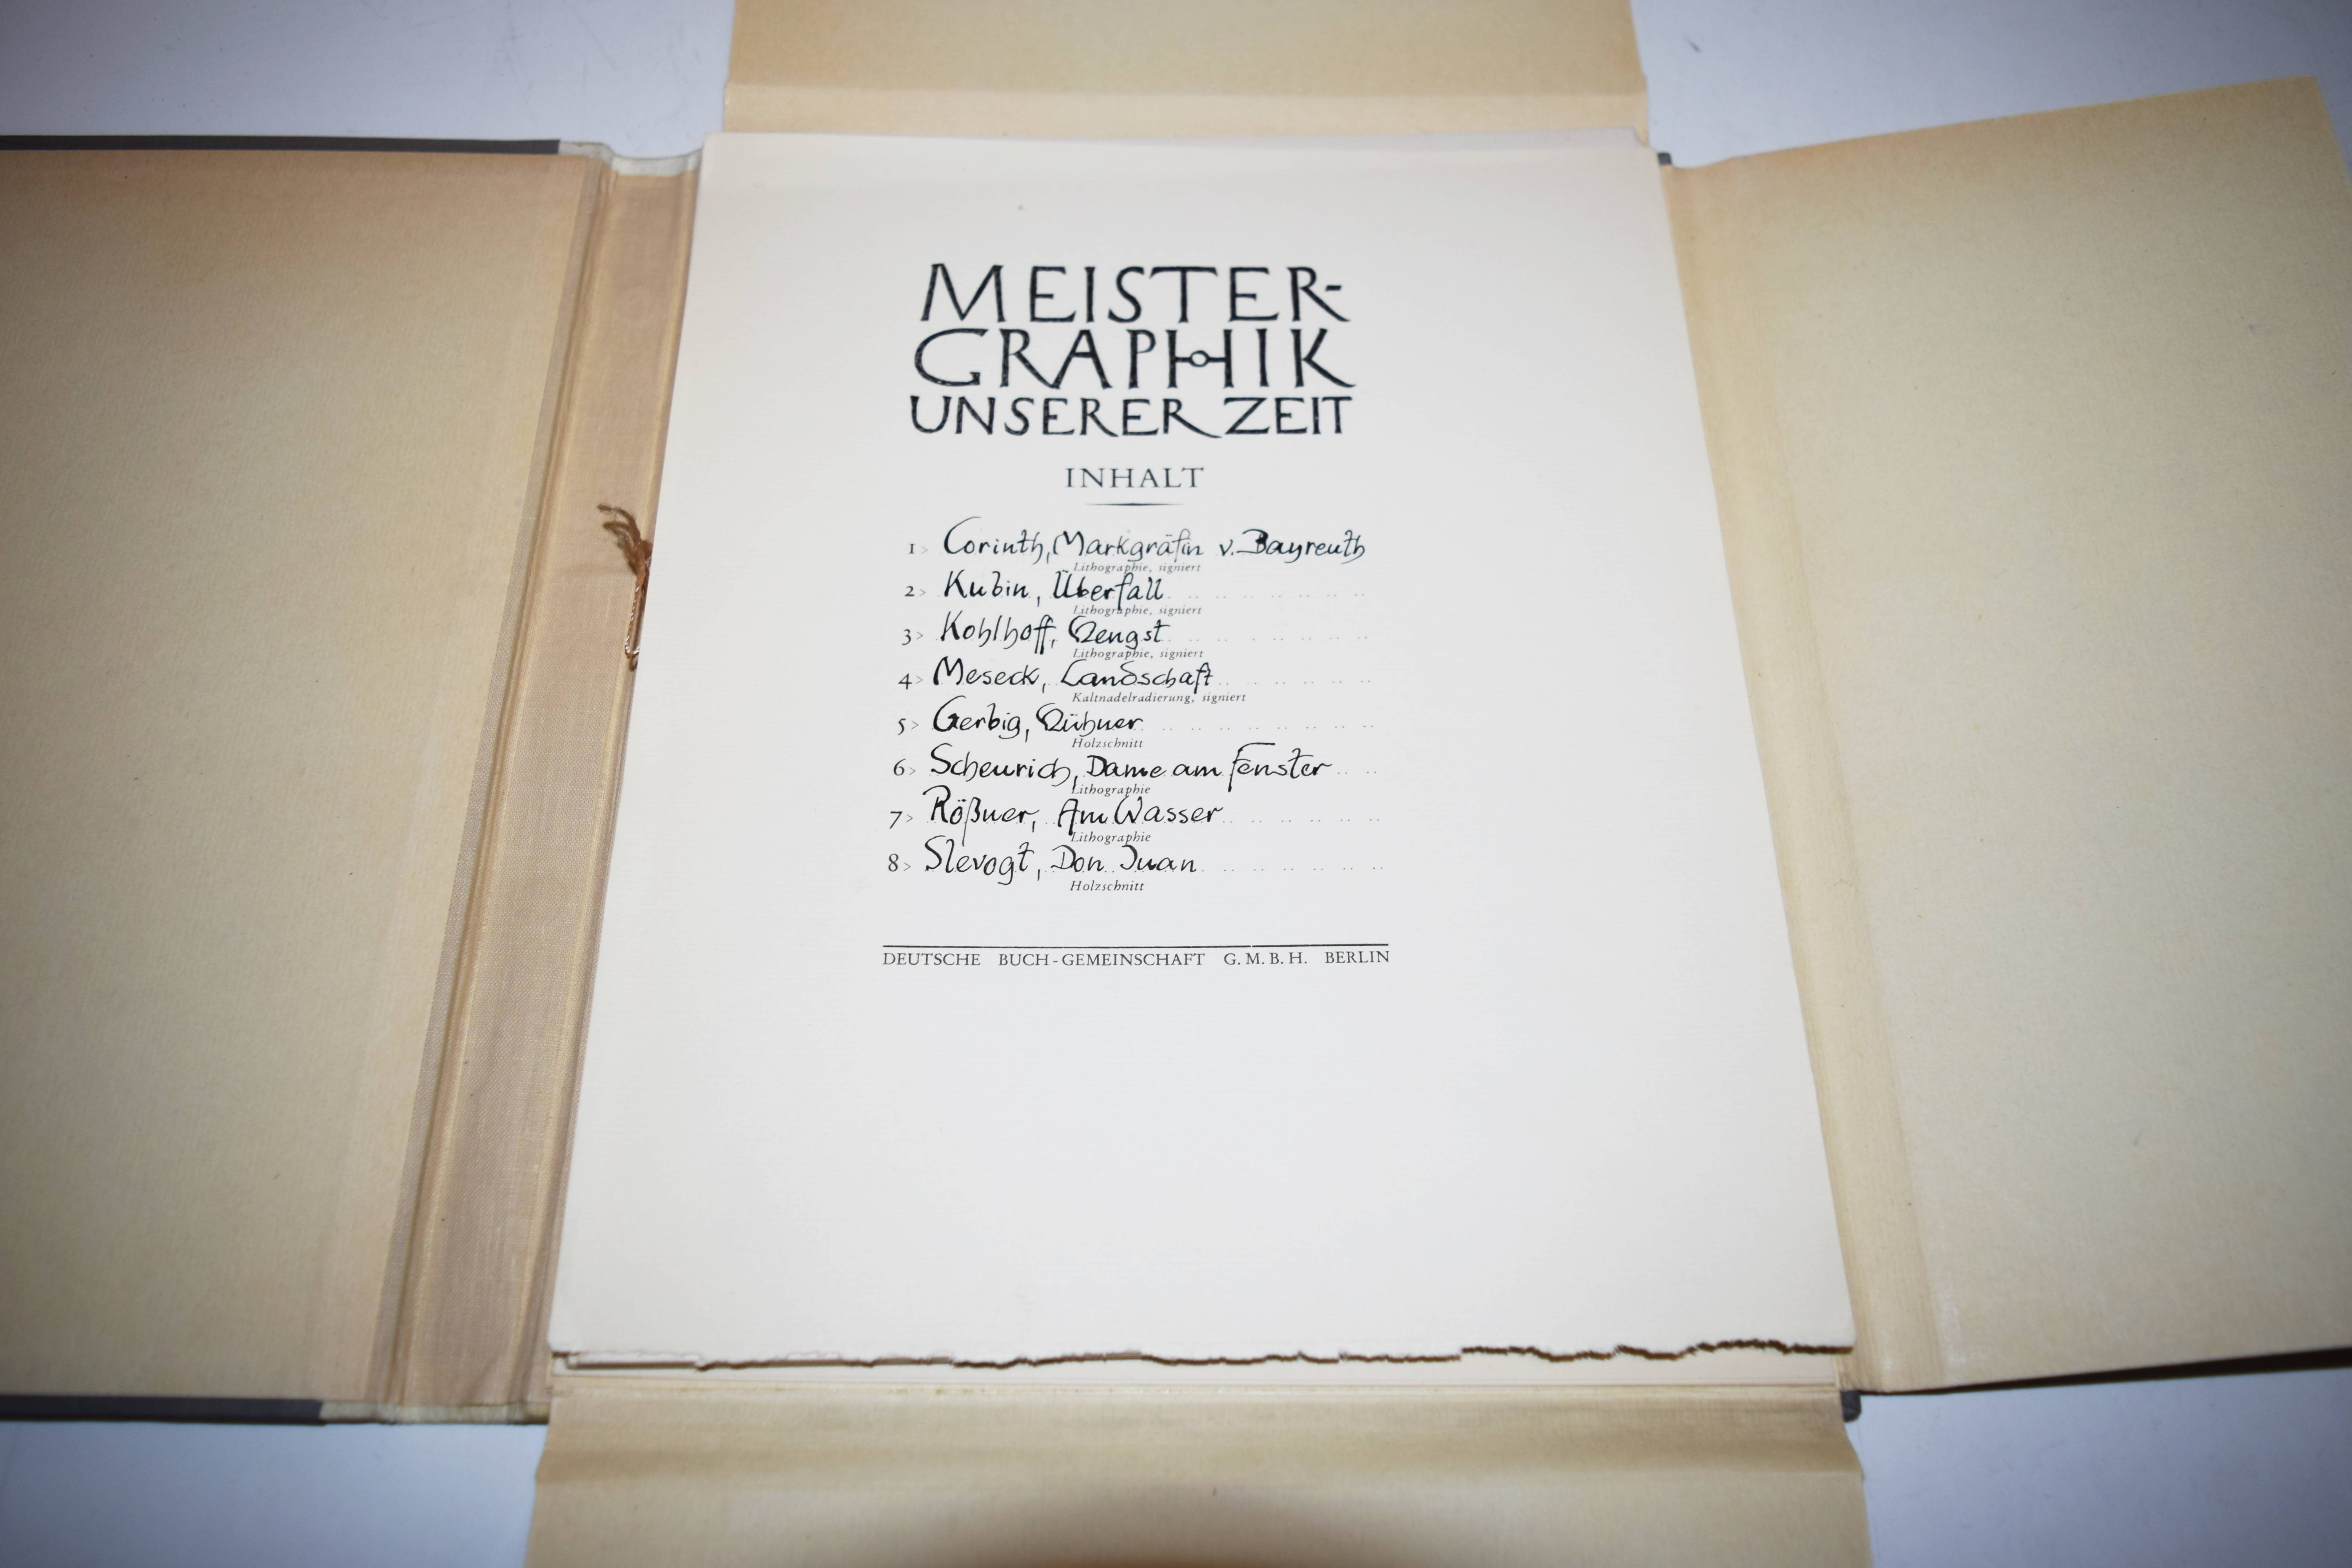 MEISTER-
GRAPHIK
UNSERER ZEIT
INHALT
1> Corinth, Markgräfin v. Bayreuth
Lithographie, signiert
2> Kubin, Überfall
Lithographie, signiert
3> Kohlhoff, Hengst
Lithographie, signiert
4> Meseck, Landschaft
Kaltnadelradierung, signiert
5> Gerbig, Hühner
Holzschnitt
6> Scheurich, Dame am Fenster
Lithographie
7> Rößner, Am Wasser
Lithographie
8> Slevogt, Don Juan
Holzschnitt
DEUTSCHE BUCH-GEMEINSCHAFT G.M.B.H. BERLIN